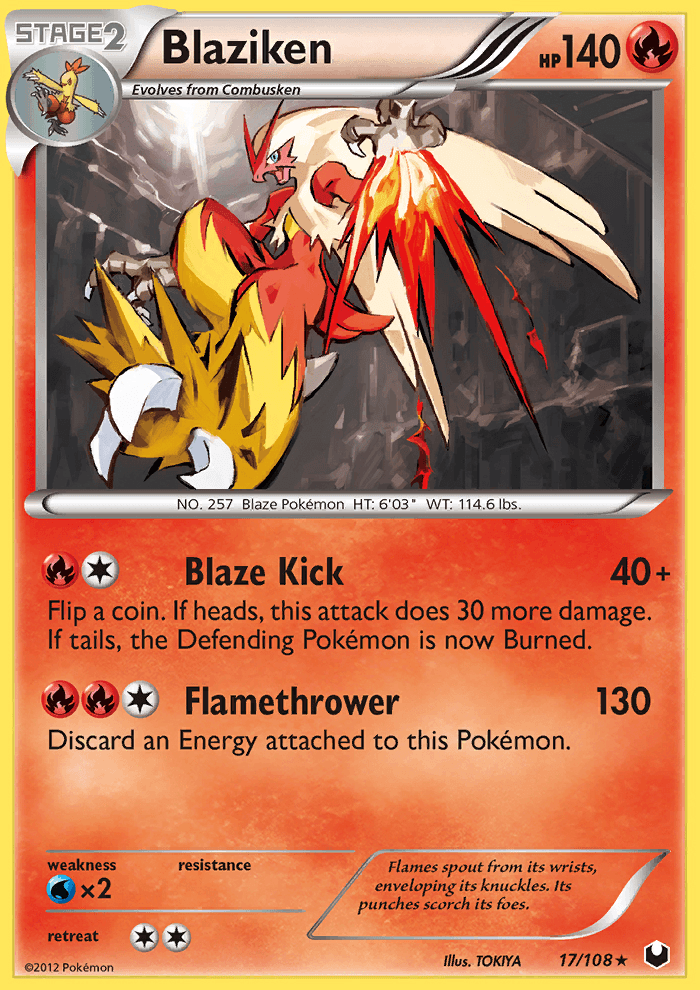 STAGE2
Blaziken
HP140
Evolves from Combusken
NO. 257 Blaze Pokémon HT: 6'03" WT: 114.6 lbs.
Blaze Kick 40+
Flip a coin. If heads, this attack does 30 more damage.
If tails, the Defending Pokémon is now Burned.
Flamethrower 130
Discard an Energy attached to this Pokémon.
weakness resistance
×2
Flames spout from its wrists,
enveloping its knuckles. Its
punches scorch its foes.
retreat
©2012 Pokémon
Illus. TOKIYA 17/108 ★